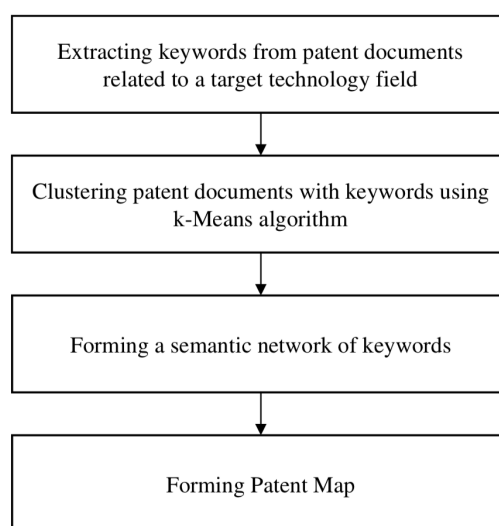 Extracting keywords from patent documents
related to a target technology field
Clustering patent documents with keywords using
k-Means algorithm
Forming a semantic network of keywords
Forming Patent Map